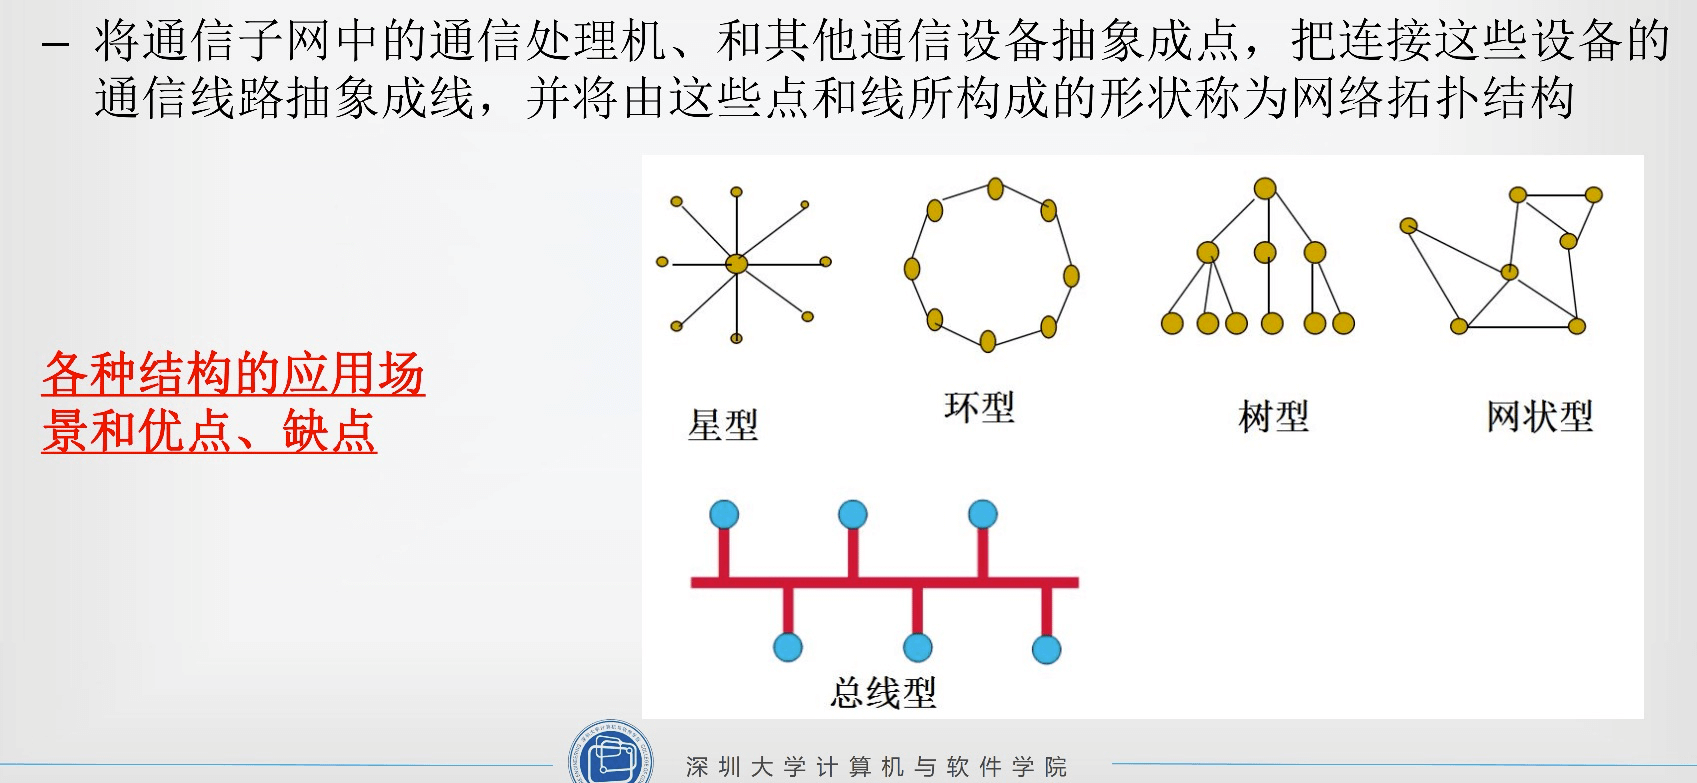 – 将通信子网中的通信处理机、和其他通信设备抽象成点，把连接这些设备的
通信线路抽象成线，并将由这些点和线所构成的形状称为网络拓扑结构
各种结构的应用场
景和优点、缺点
星型
环型
树型
网状型
总线型
深圳大学计算机与软件学院